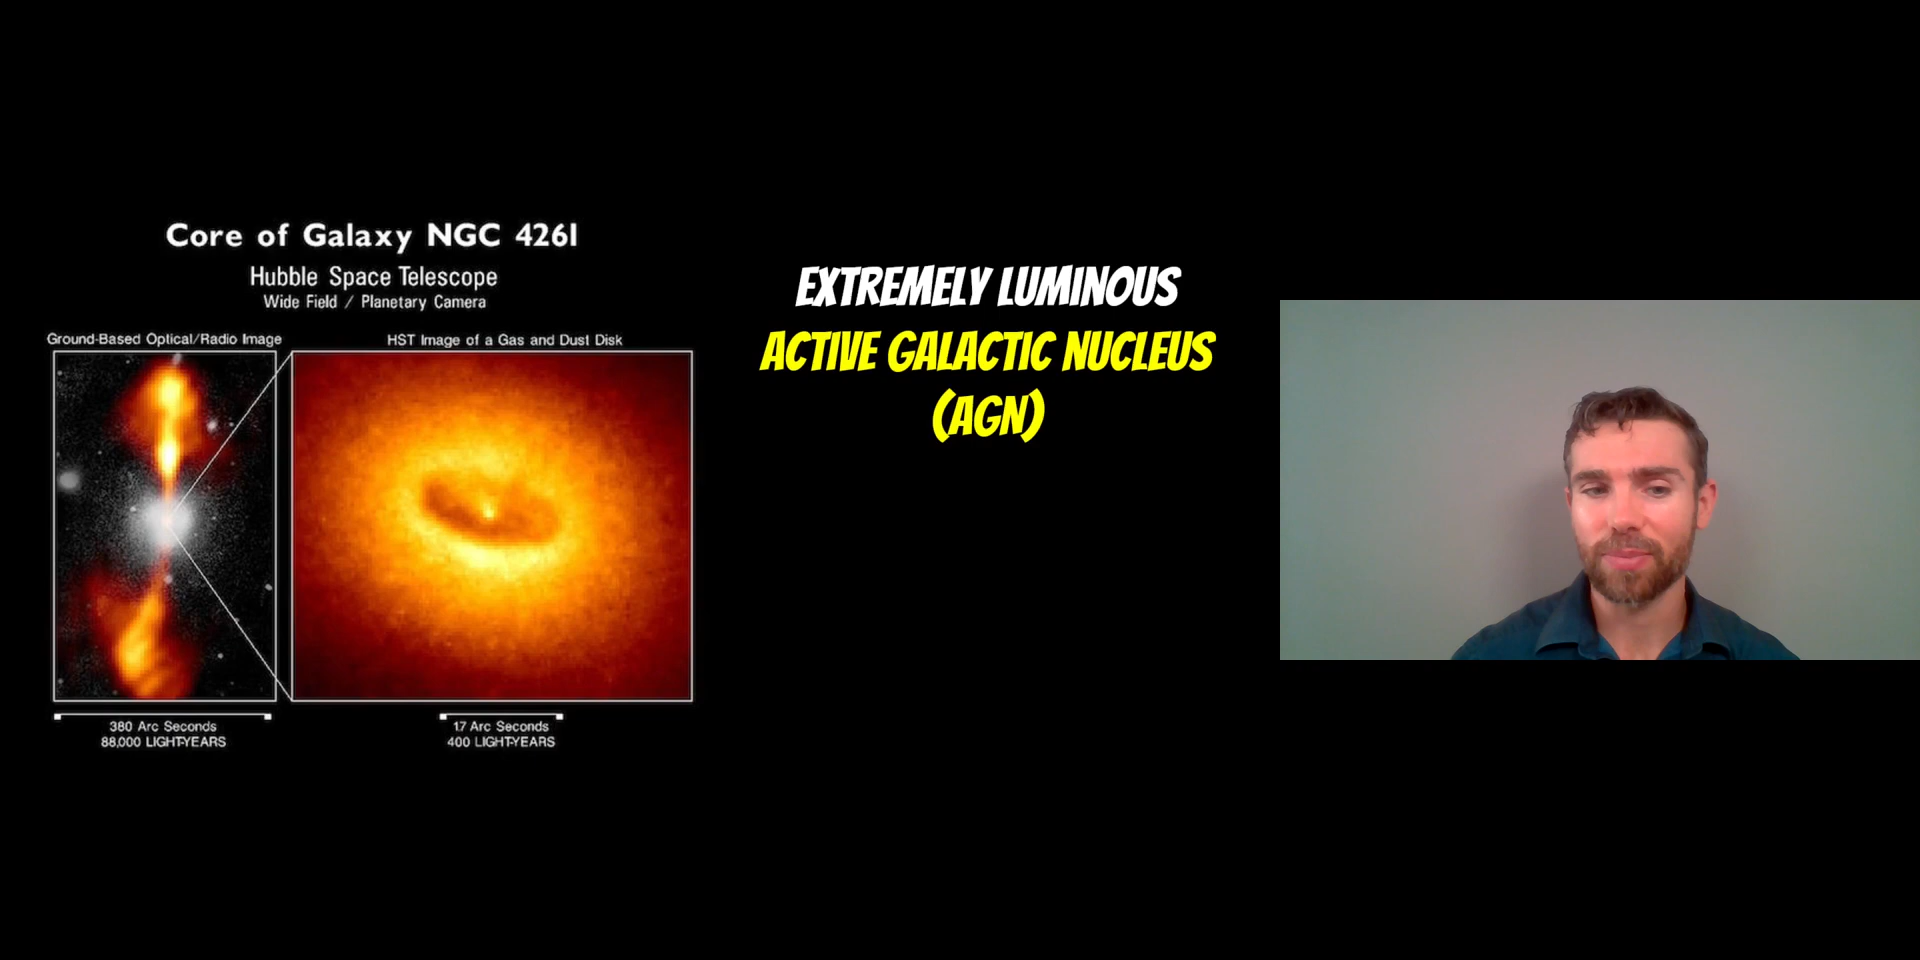 Core of Galaxy NGC 4261
Hubble Space Telescope
Wide Field / Planetary Camera
Ground-Based Optical/Radio Image
HST Image of a Gas and Dust Disk
380 Arc Seconds
88,000 LIGHT-YEARS
17 Arc Seconds
400 LIGHT-YEARS
EXTREMELY LUMINOUS
ACTIVE GALACTIC NUCLEUS
(AGN)